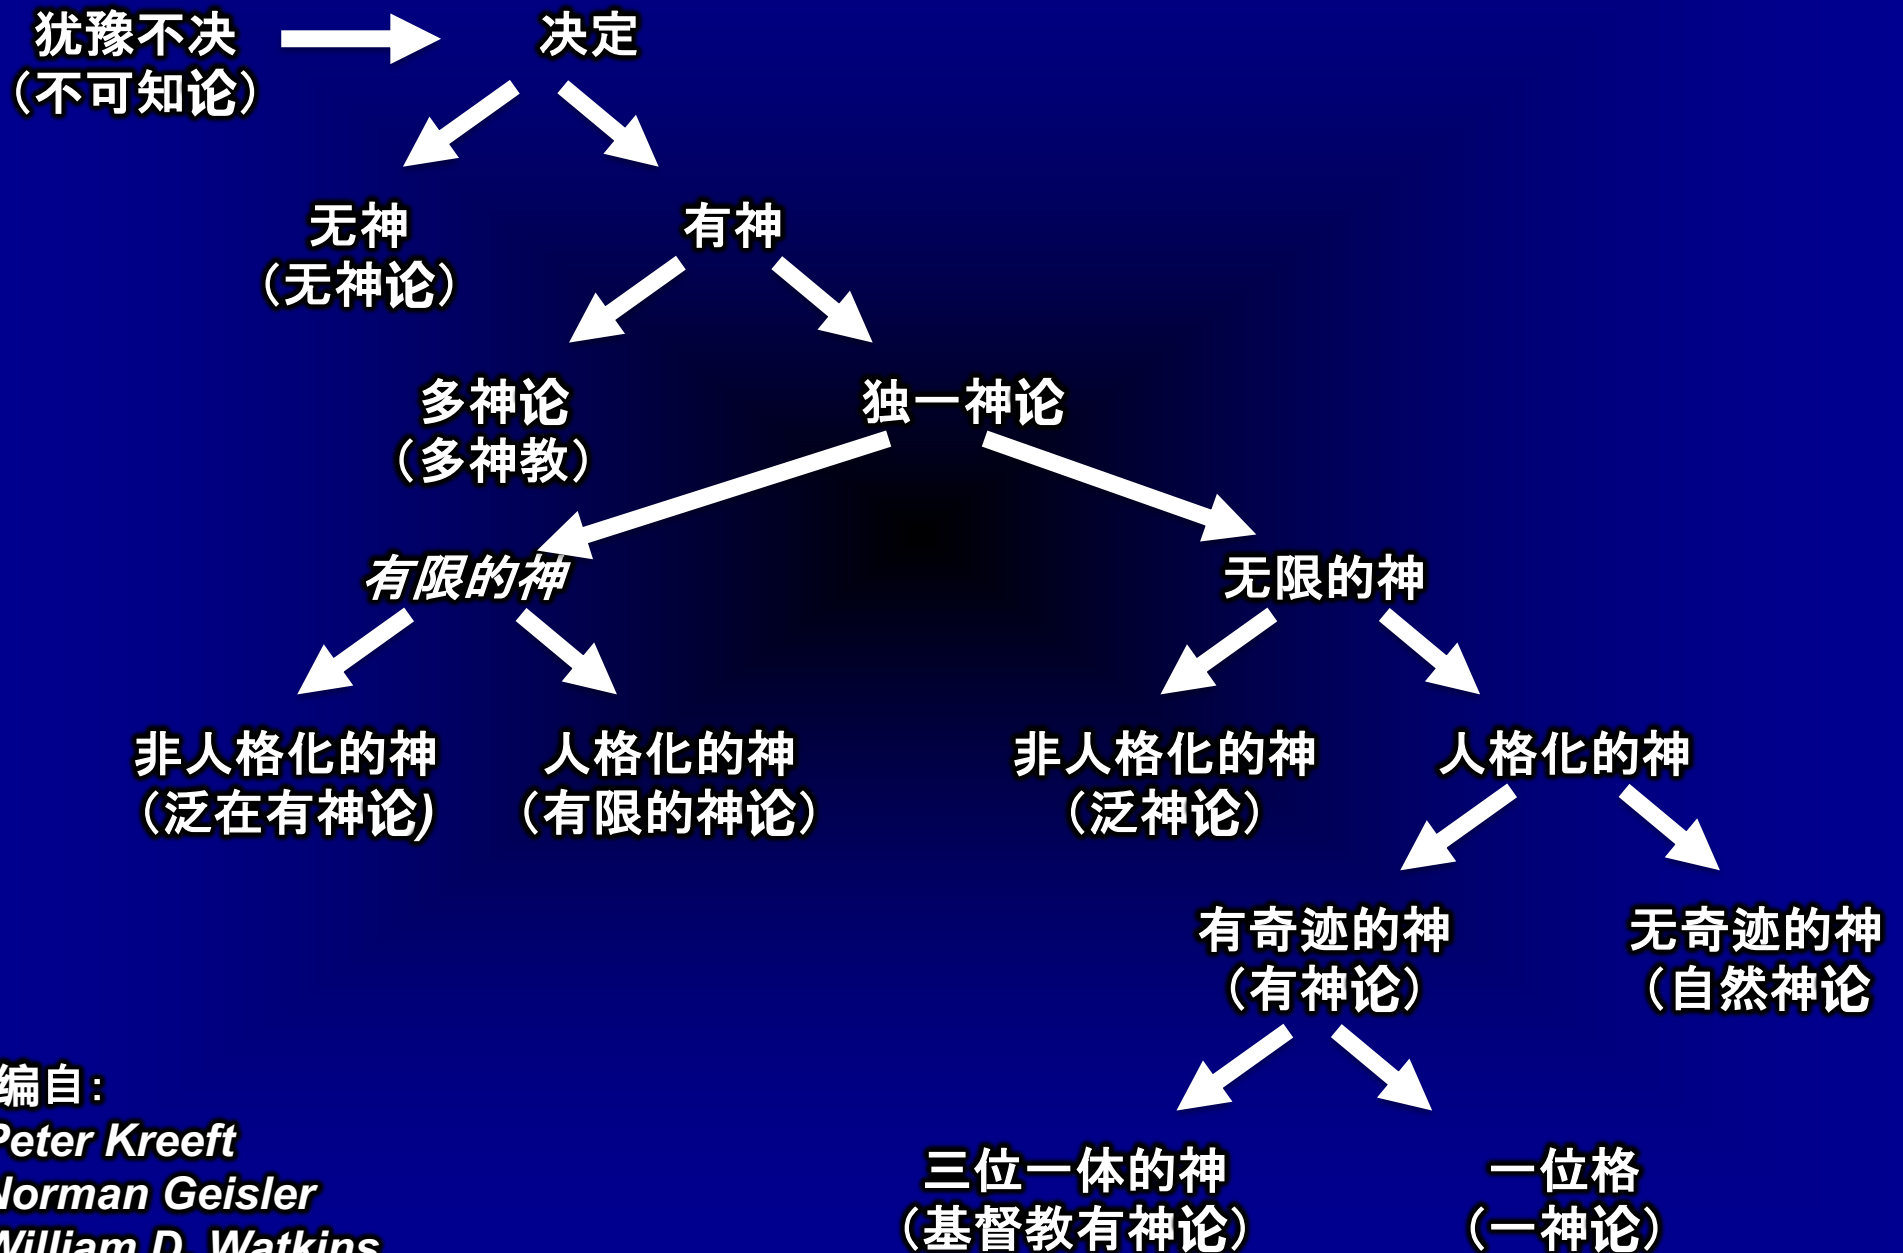 犹豫不决
（不可知论）
决定
无神
（无神论）
有神
多神论
（多神教）
独一神论
有限的神
无限的神
非人格化的神
（泛在有神论)
人格化的神
（有限的神论）
非人格化的神
（泛神论）
人格化的神
有奇迹的神
（有神论）
无奇迹的神
（自然神论
三位一体的神
（基督教有神论）
一位格
（一神论）
编自:
Peter Kreeft
Norman Geisler
William D. Watkins